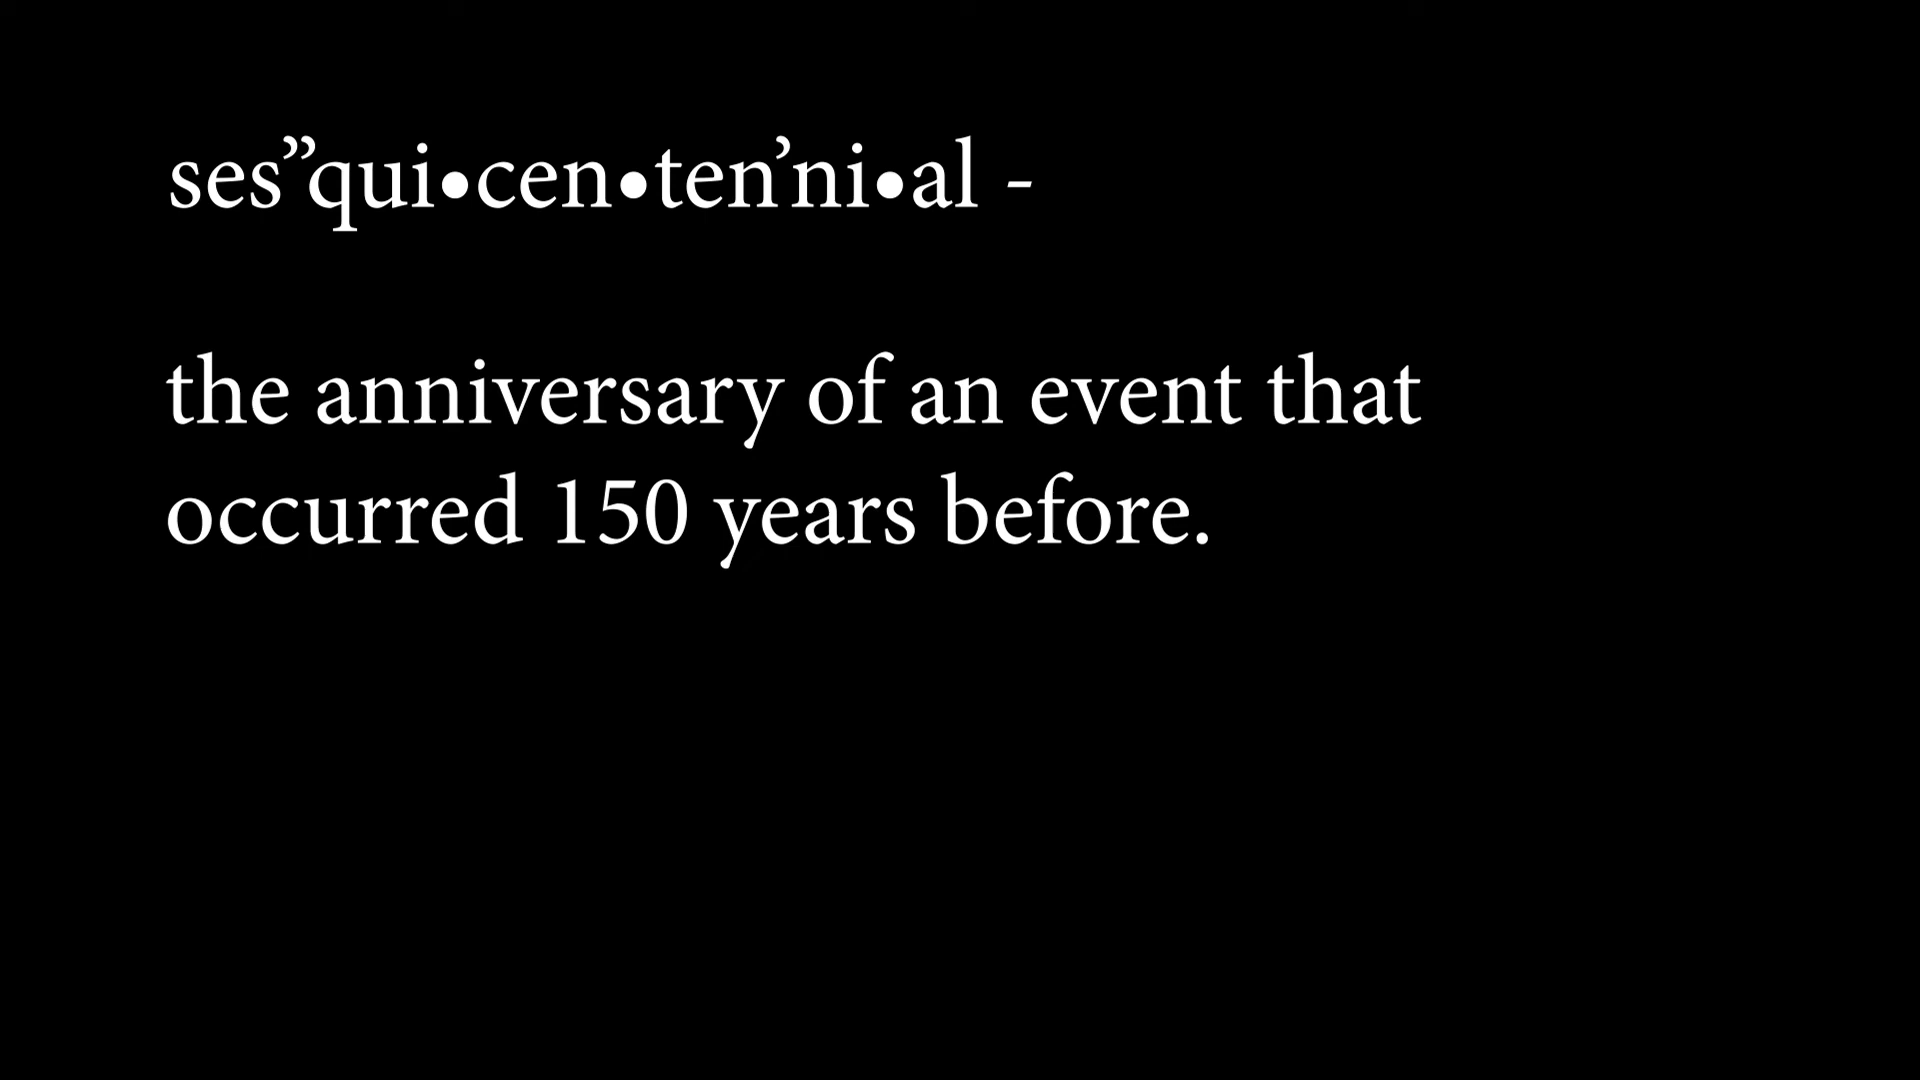 ses”qui•cen•ten’ni•al -
the anniversary of an event that
occurred 150 years before.